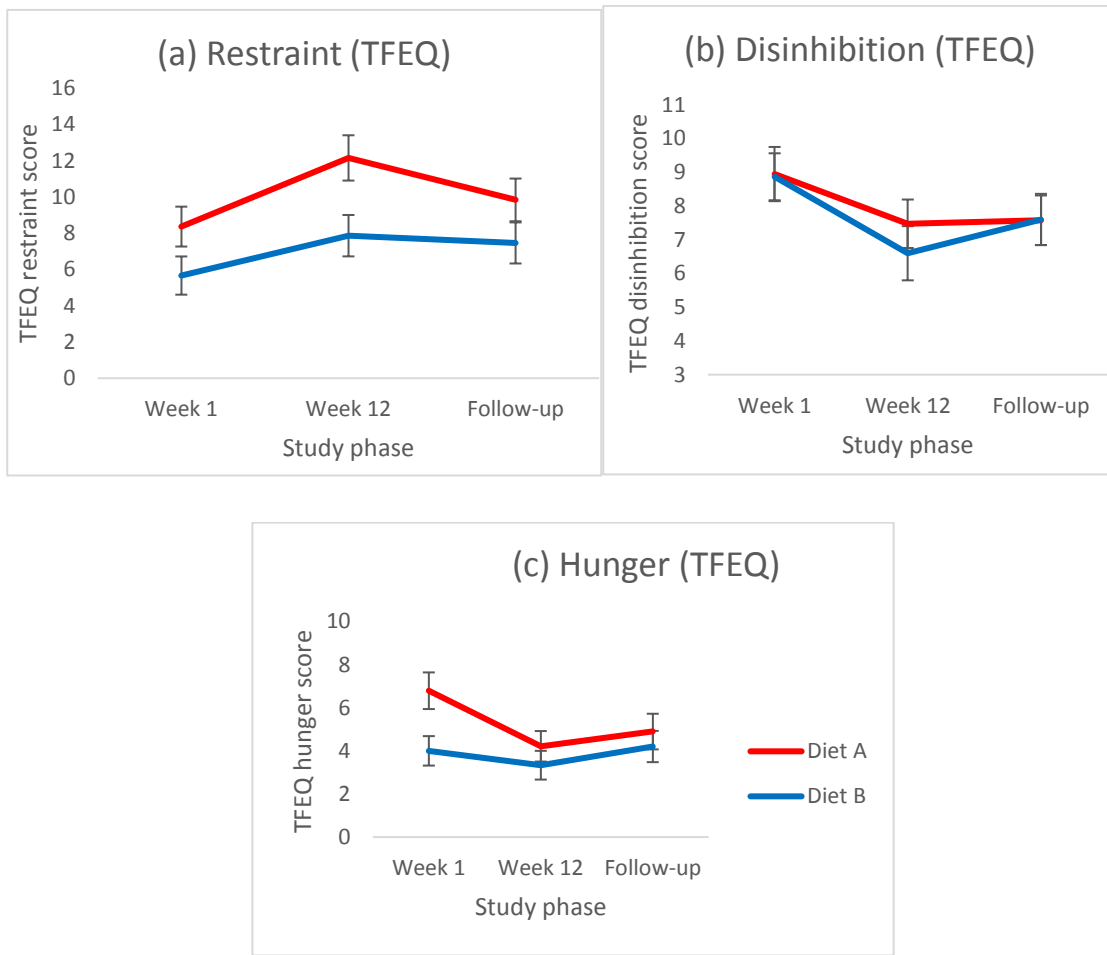 (a) Restraint (TFEQ)
TFEQ restraint score
16
14
12
10
8
6
4
2
0
Week 1 Week 12 Follow-up
Study phase
(b) Disinhibition (TFEQ)
TFEQ disinhibition score
11
10
9
8
7
6
5
4
3
Week 1 Week 12 Follow-up
Study phase
(c) Hunger (TFEQ)
TFEQ hunger score
10
8
6
4
2
0
Week 1 Week 12 Follow-up
Study phase
Diet A
Diet B